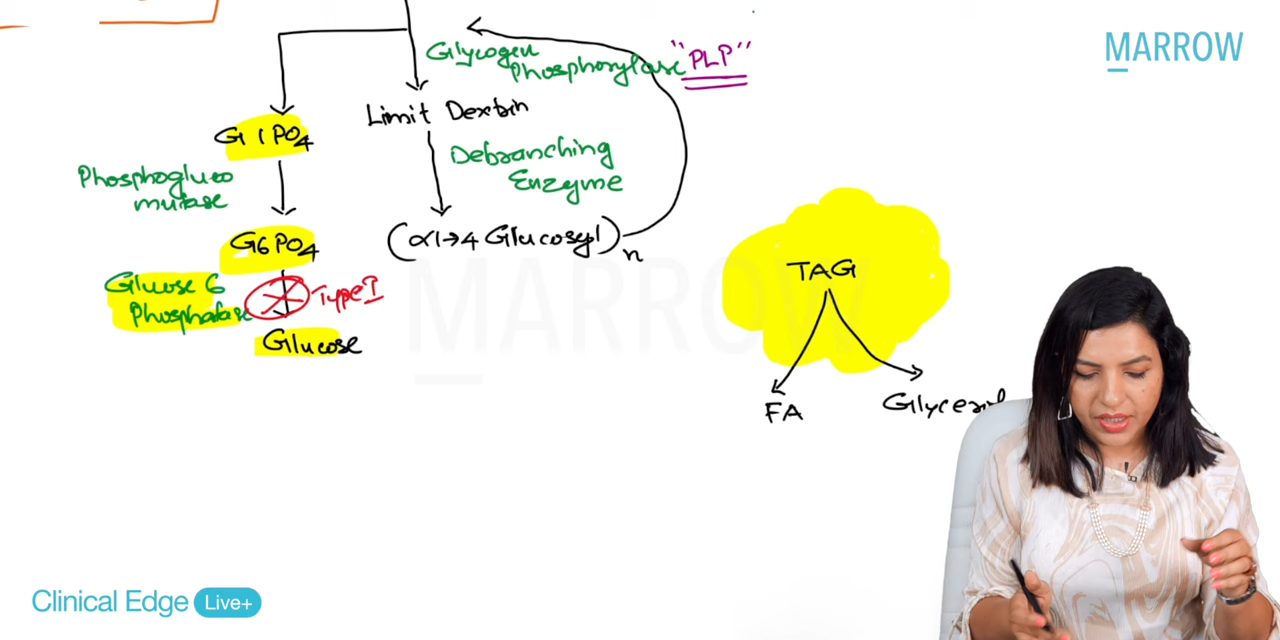 MARROW
Glycogen
Phosphorylase "PLP"
Limit Dextrin
G1PO4
Debranching
Enzyme
Phosphogluco
mutase
G6PO4
(α1→4 Glucosyl)n
Glucose 6
Phosphatase
Type I
Glucose
TAG
FA
Glycerol
MARROW
Clinical Edge Live+